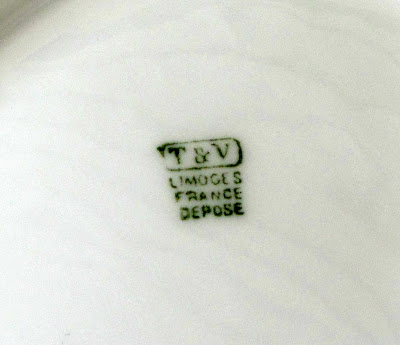 T & V
LIMOGES
FRANCE
DEPOSE